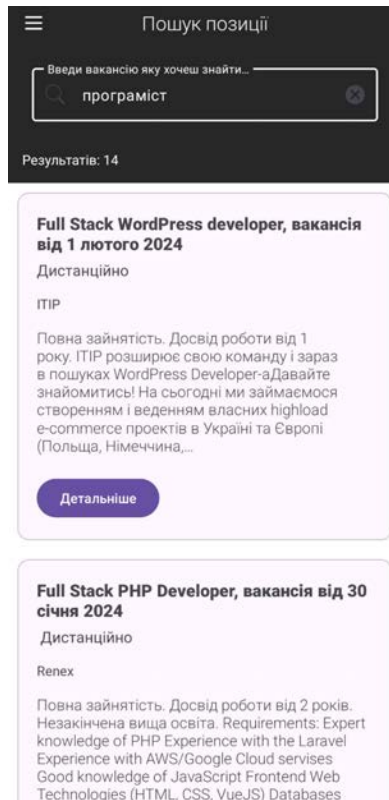 Пошук позиції
Введи вакансію яку хочеш знайти...
програміст
Результатів: 14
Full Stack WordPress developer, вакансія
від 1 лютого 2024
Дистанційно
ITIP
Повна зайнятість. Досвід роботи від 1
року. ITIP розширює свою команду і зараз
в пошуках WordPress Developer-аДавайте
знайомитись! На сьогодні ми займаємося
створенням і веденням власних highload
e-commerce проектів в Україні та Європі
(Польща, Німеччина,...
Детальніше
Full Stack PHP Developer, вакансія від 30
січня 2024
Дистанційно
Renex
Повна зайнятість. Досвід роботи від 2 років.
Незакінчена вища освіта. Requirements: Expert
knowledge of PHP Experience with the Laravel
Experience with AWS/Google Cloud servises
Good knowledge of JavaScript Frontend Web
Technologies (HTML, CSS, VueJS) Databases